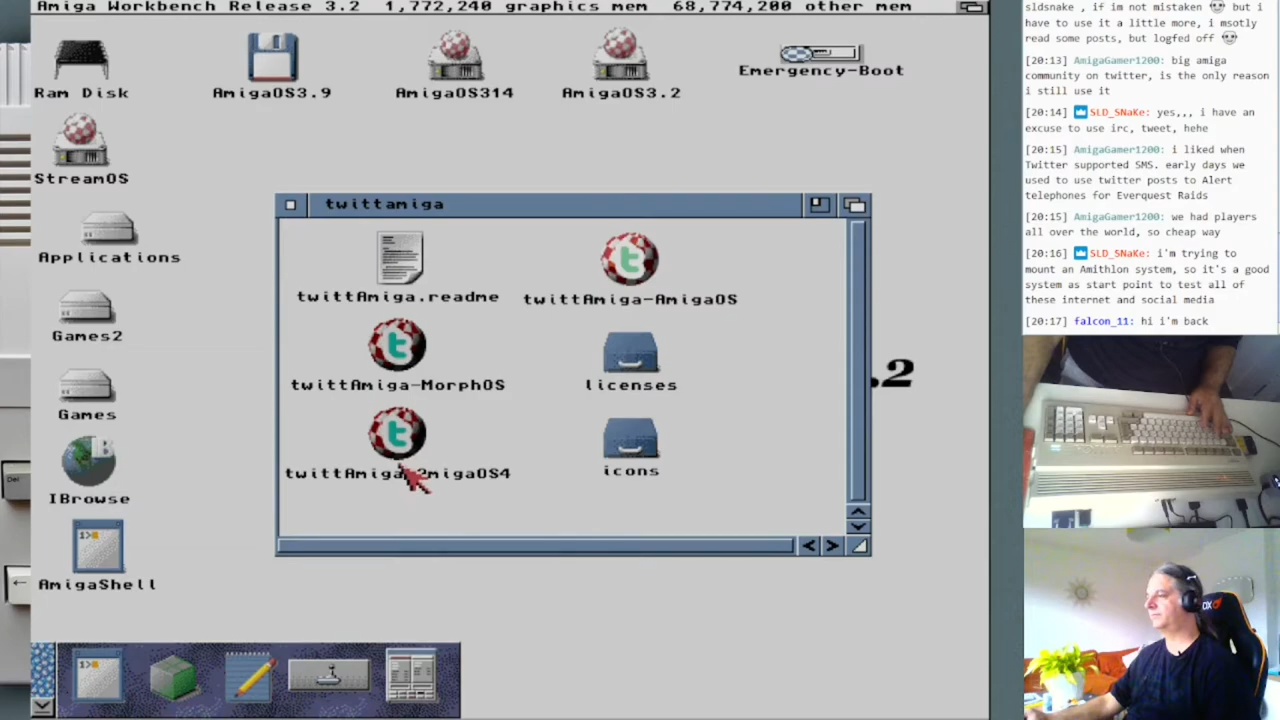 Amiga Workbench Release 3.2 1,772,240 graphics mem 68,774,200 other mem
Ram Disk
AmigaOS3.9
AmigaOS314
AmigaOS3.2
Emergency-Boot
StreamOS
Applications
Games2
Games
IBrowse
AmigaShell
twittamiga
twittAmiga.readme
twittAmiga-AmigaOS
twittAmiga-MorphOS
licenses
icons
.2
sldsnake , if im not mistaken but i
have to use it a little more, i msotly
read some posts, but logfed off
[20:13] AmigaGamer1200: big amiga
community on twitter, is the only reason
i still use it
[20:14] SLD_SNaKe: yes,,, i have an
excuse to use irc, tweet, hehe
[20:15] AmigaGamer1200: i liked when
Twitter supported SMS. early days we
used to use twitter posts to Alert
telephones for Everquest Raids
[20:15] AmigaGamer1200: we had players
all over the world, so cheap way
[20:16] SLD_SNaKe: i'm trying to
mount an Amithlon system, so it's a good
system as start point to test all of
these internet and social media
[20:17] falcon_11: hi i'm back